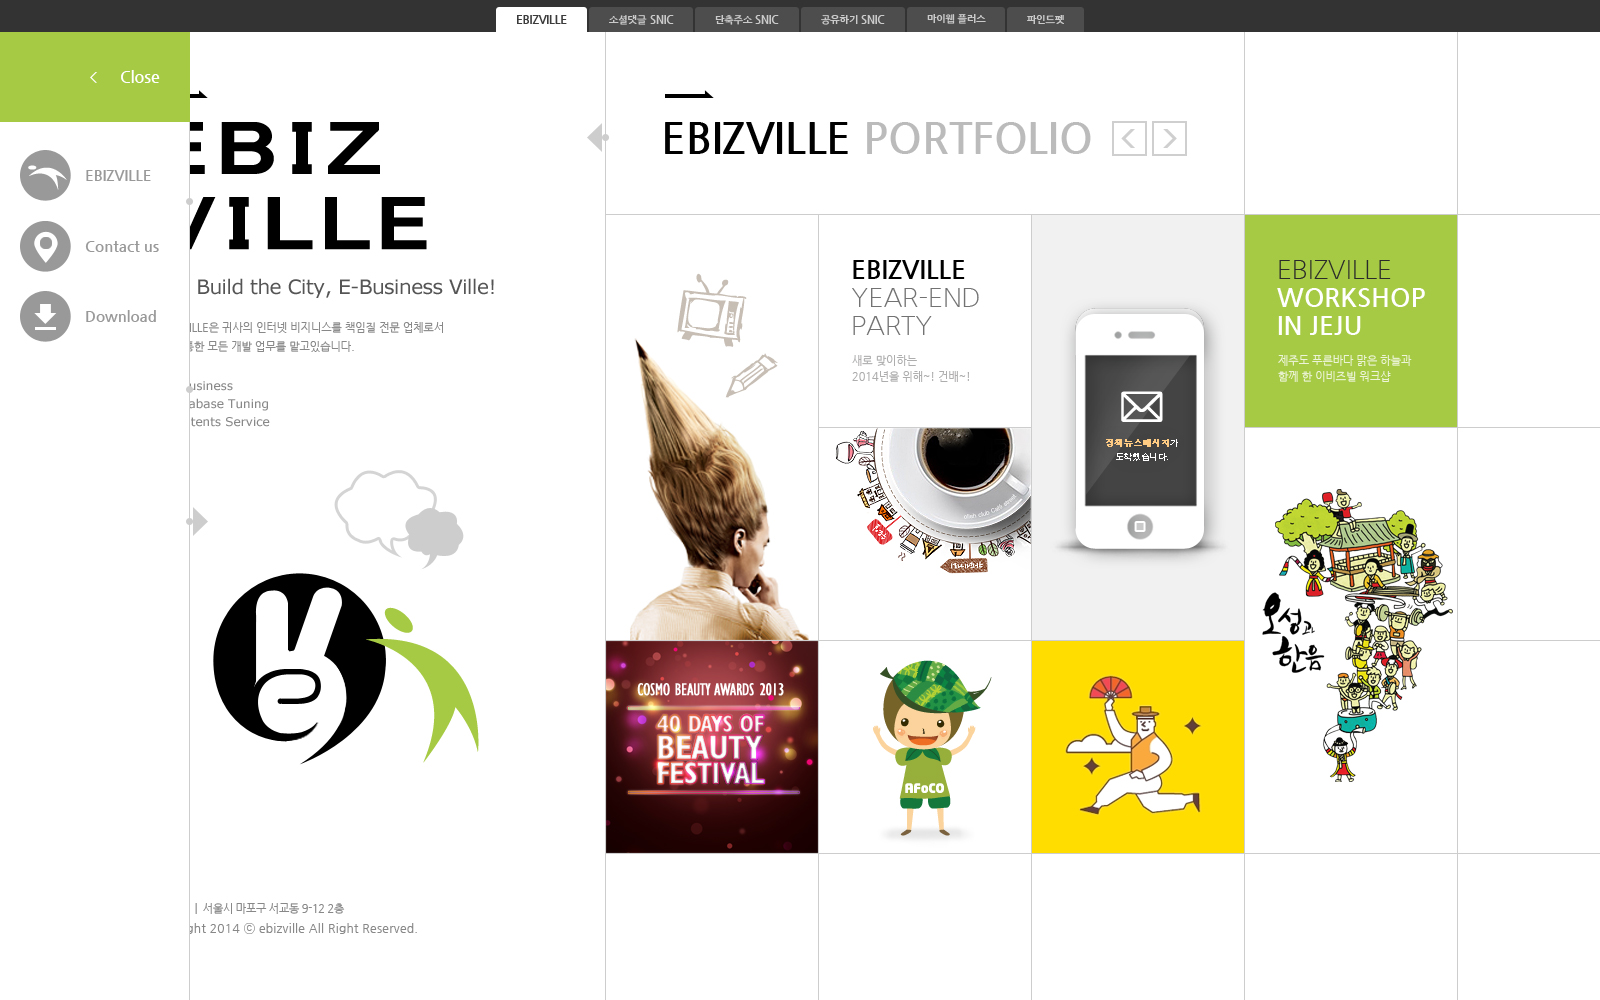 EBIZVILLE
소셜댓글 SNIC
단축주소 SNIC
공유하기 SNIC
마이웹 플러스
파인드펫
Close
EBIZVILLE
Contact us
Download
EBIZ
VILLE
Build the City, E-Business Ville!
ILLE은 귀사의 인터넷 비지니스를 책임질 전문 업체로서
한 모든 개발 업무를 맡고있습니다.
usiness
abase Tuning
tents Service
| 서울시 마포구 서교동 9-12 2층
ght 2014 ⓒ ebizville All Right Reserved.
EBIZVILLE PORTFOLIO
EBIZVILLE
YEAR-END
PARTY
새로 맞이하는
2014년을 위해~! 건배~!
정책뉴스메시지가
도착했습니다.
EBIZVILLE
WORKSHOP
IN JEJU
제주도 푸른바다 맑은 하늘과
함께 한 이비즈빌 워크샵
오성과
한음
COSMO BEAUTY AWARDS 2013
40 DAYS OF
BEAUTY
FESTIVAL
AFoCO